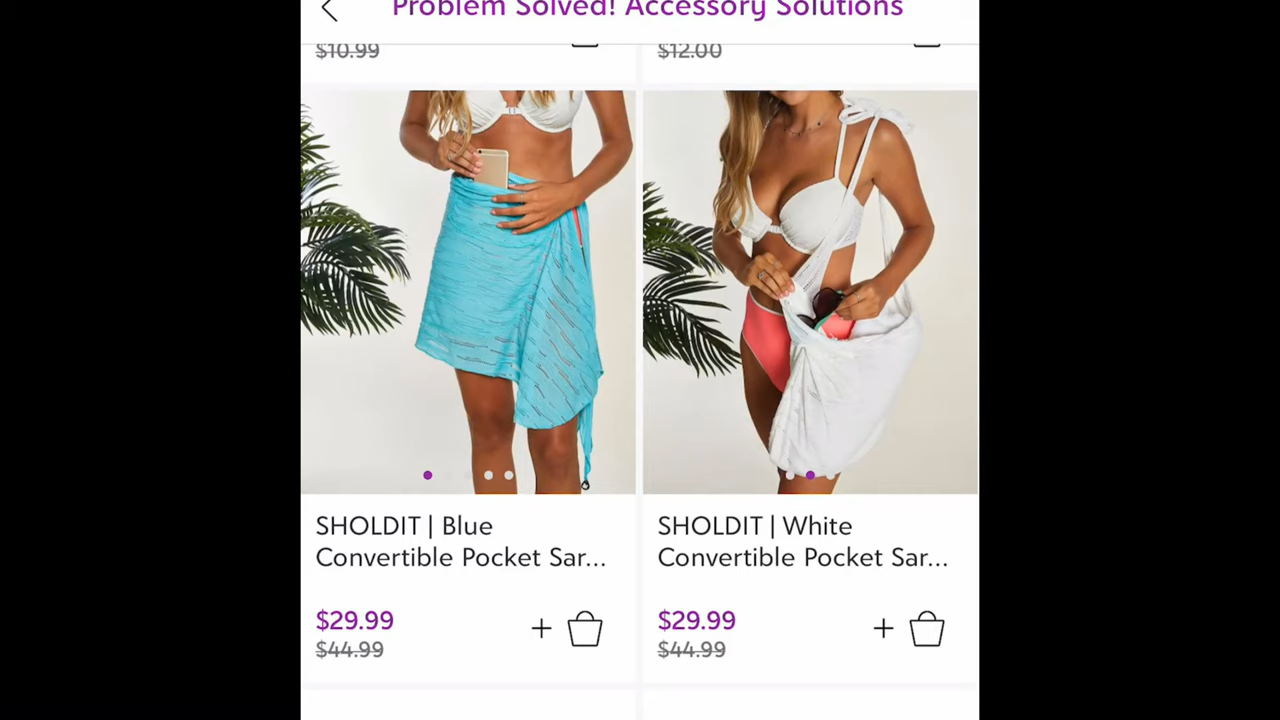 Problem Solved! Accessory Solutions
$10.99
$12.00
SHOLDIT | Blue
Convertible Pocket Sar...
$29.99
$44.99
SHOLDIT | White
Convertible Pocket Sar...
$29.99
$44.99